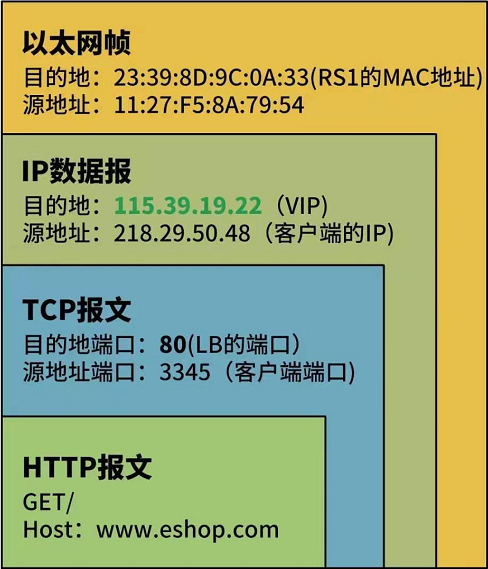 以太网帧
目的地：23:39:8D:9C:0A:33(RS1的MAC地址)
源地址：11:27:F5:8A:79:54
IP数据报
目的地：115.39.19.22（VIP)
源地址：218.29.50.48（客户端的IP)
TCP报文
目的地端口：80(LB的端口）
源地址端口：3345（客户端端口)
HTTP报文
GET/
Host：www.eshop.com